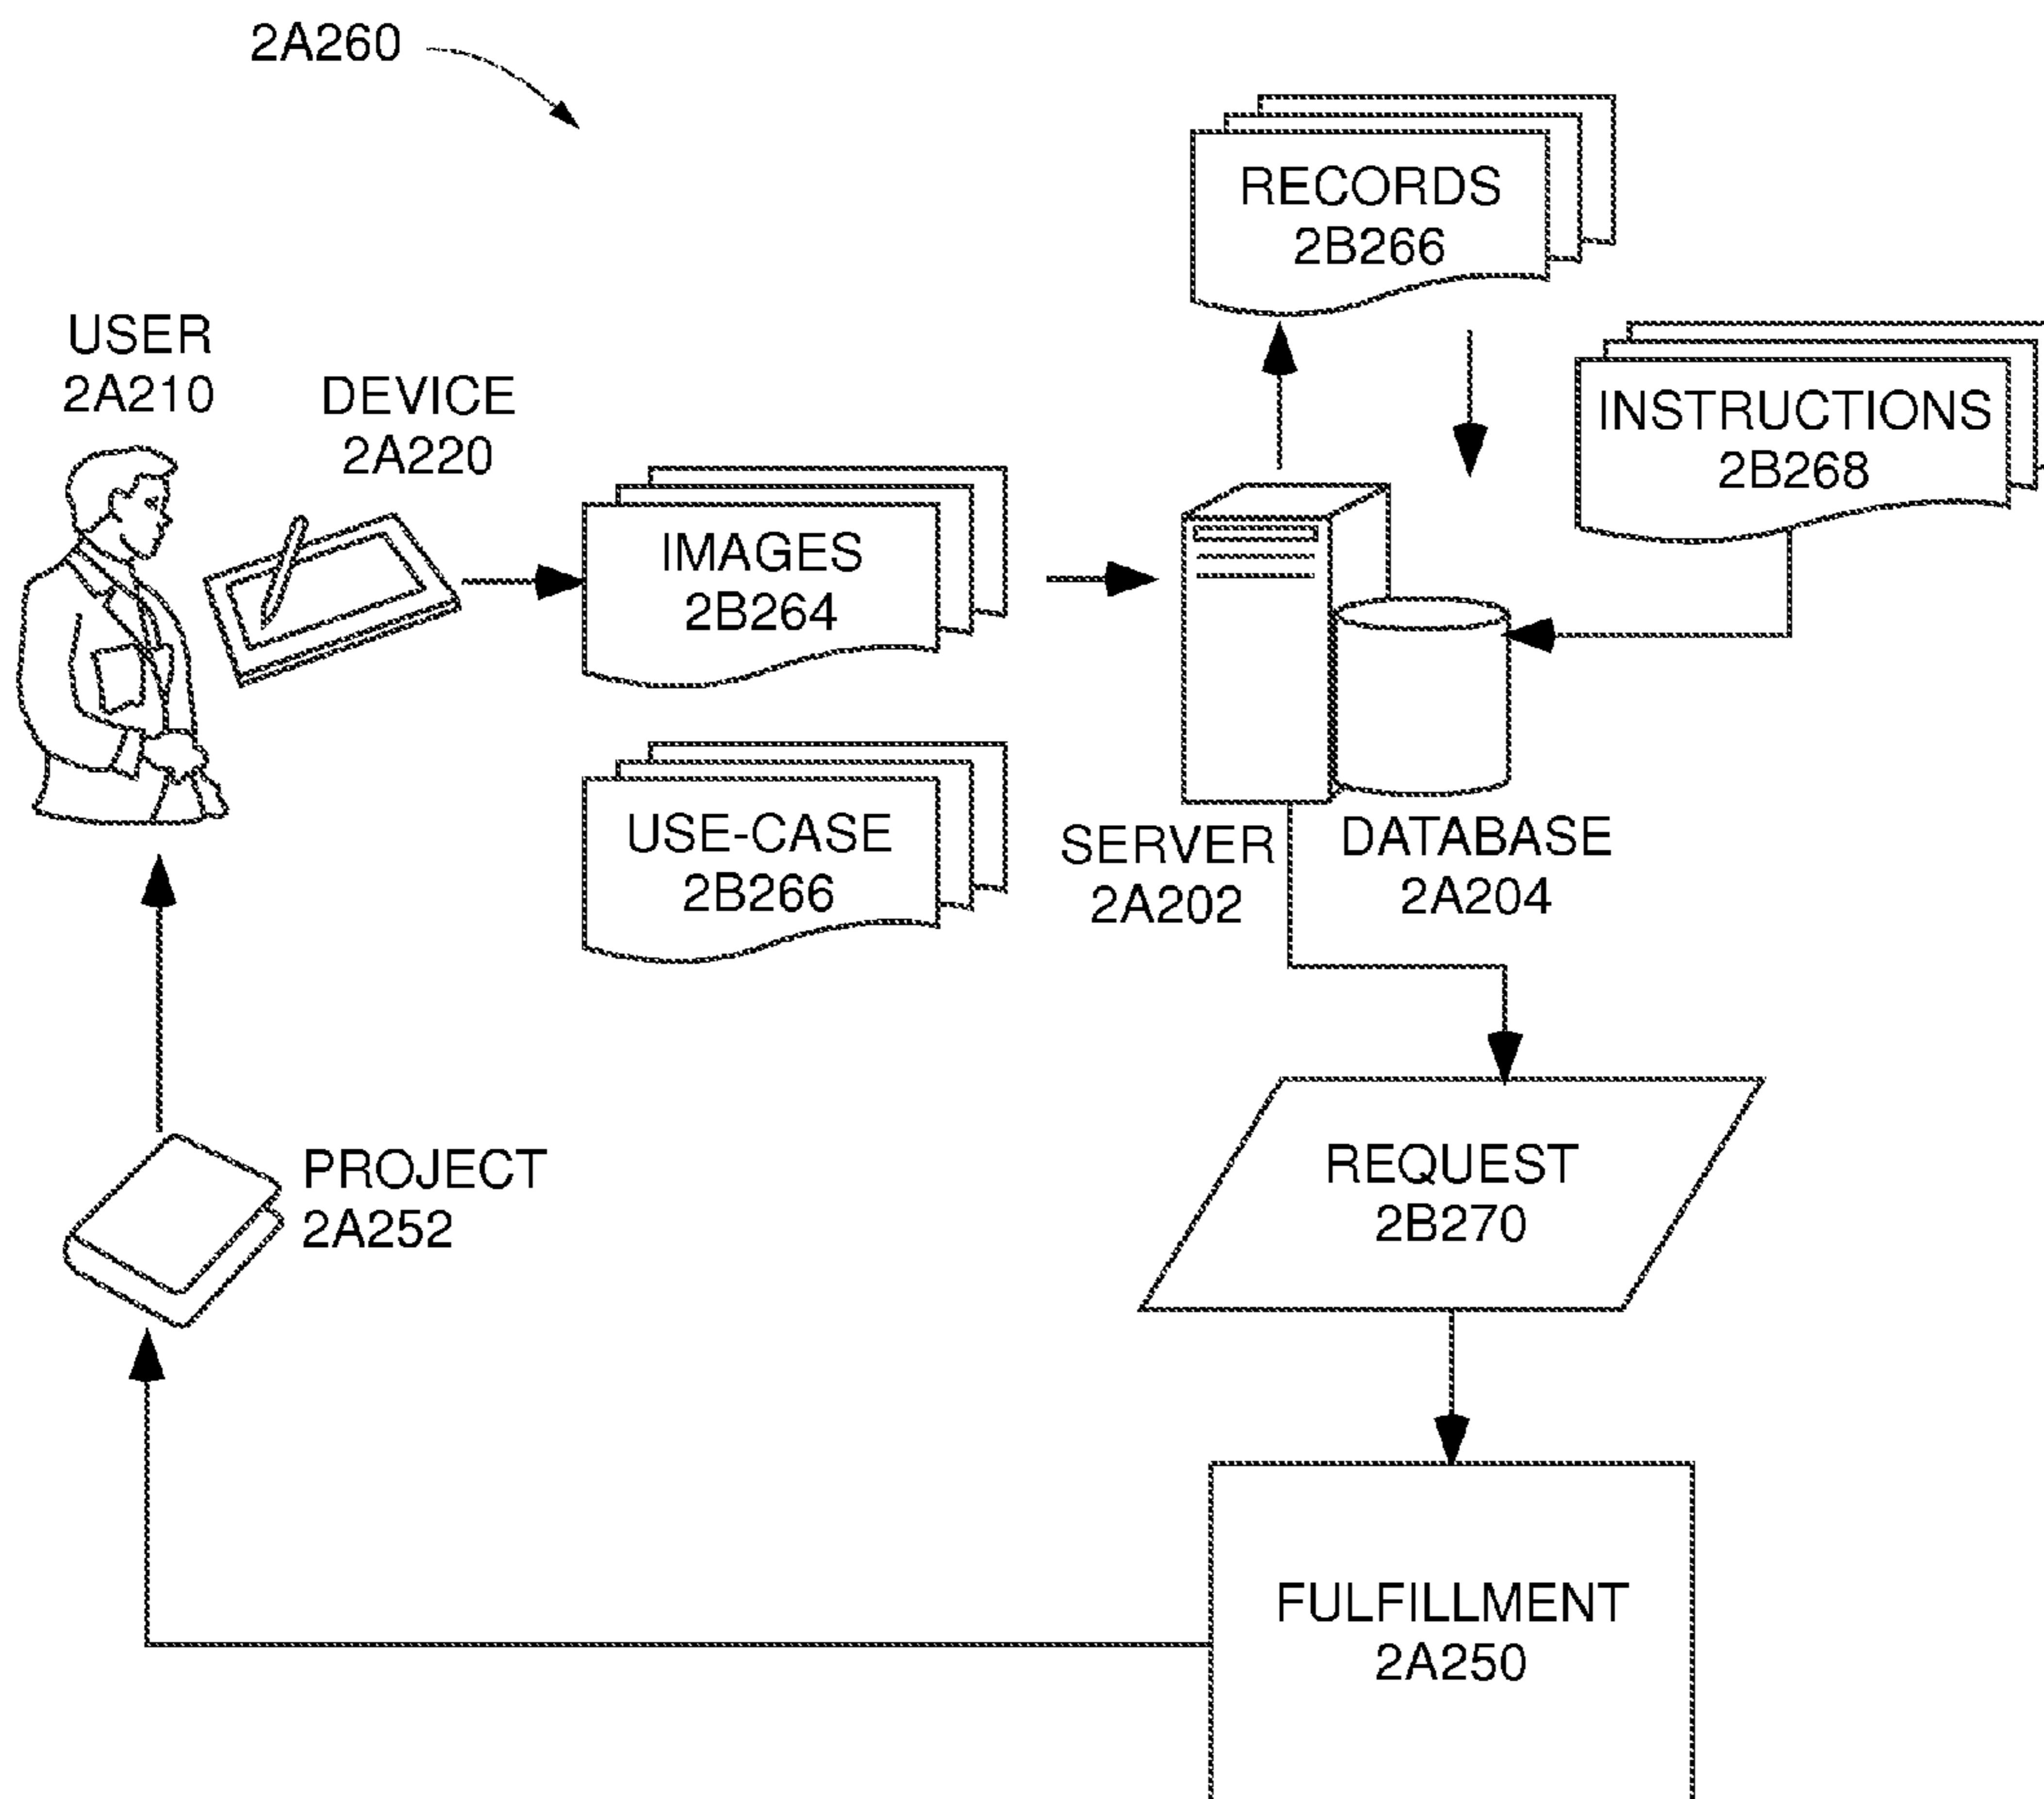 2A260
RECORDS
2B266
USER
2A210
DEVICE
2A220
INSTRUCTIONS
2B268
IMAGES
2B264
USE-CASE
2B266
SERVER
2A202
DATABASE
2A204
PROJECT
2A252
REQUEST
2B270
FULFILLMENT
2A250